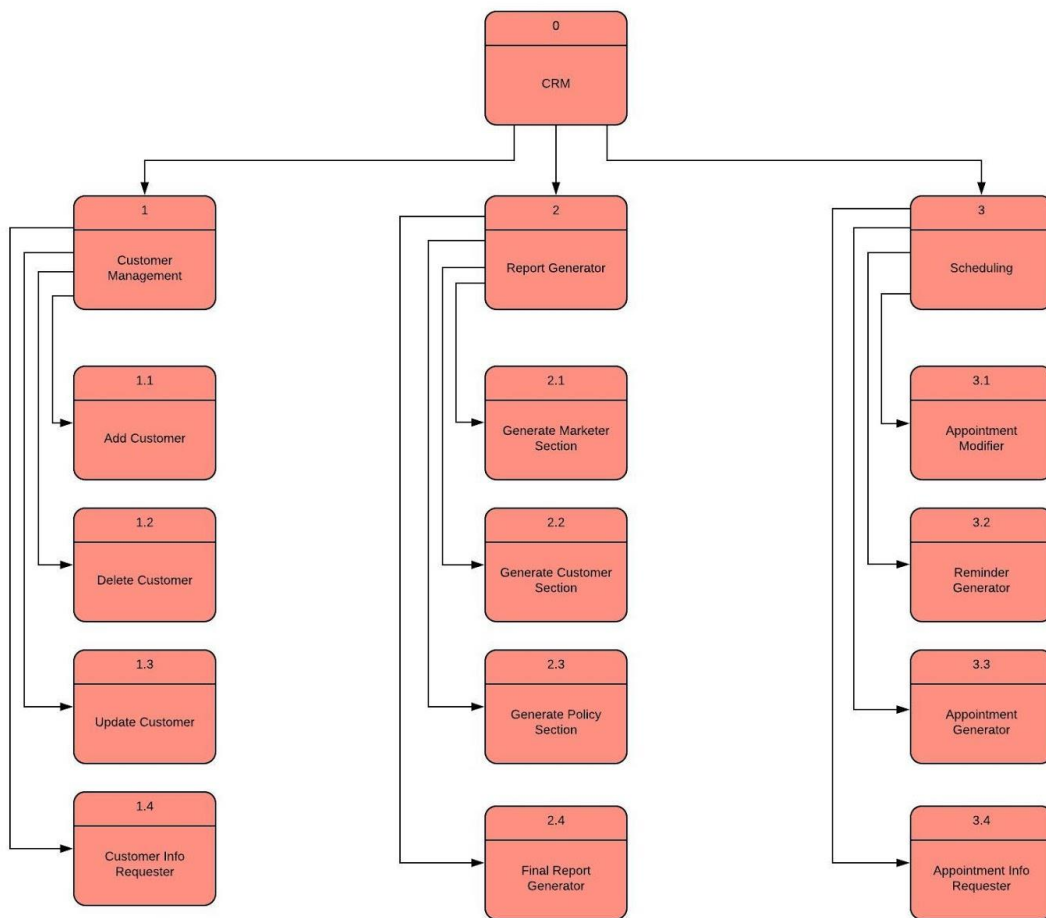 0
CRM
1
Customer
Management
2
Report Generator
3
Scheduling
1.1
Add Customer
2.1
Generate Marketer
Section
3.1
Appointment
Modifier
1.2
Delete Customer
2.2
Generate Customer
Section
3.2
Reminder
Generator
1.3
Update Customer
2.3
Generate Policy
Section
3.3
Appointment
Generator
1.4
Customer Info
Requester
2.4
Final Report
Generator
3.4
Appointment Info
Requester